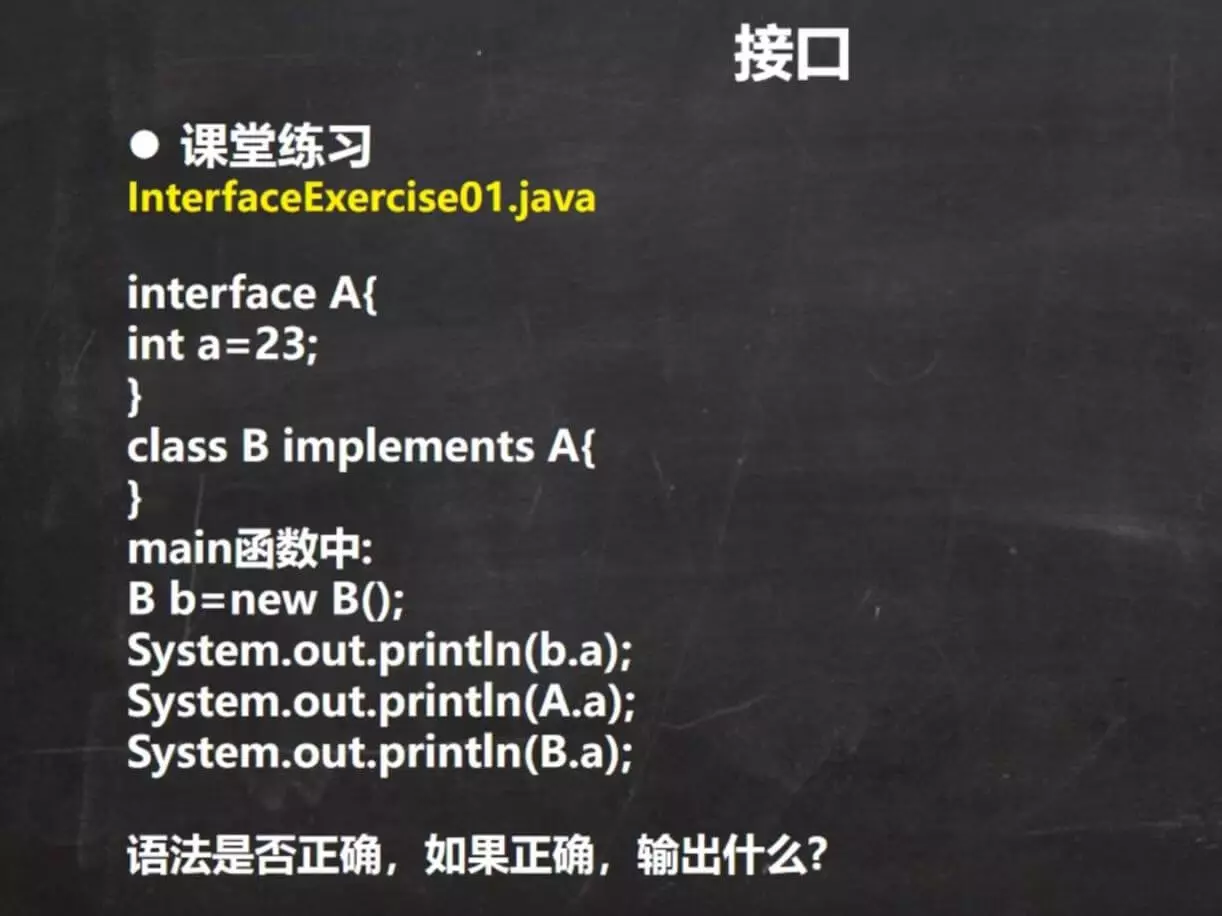 接口
● 课堂练习
InterfaceExercise01.java
interface A{
int a=23;
}
class B implements A{
}
main函数中:
B b=new B();
System.out.println(b.a);
System.out.println(A.a);
System.out.println(B.a);
语法是否正确，如果正确，输出什么?